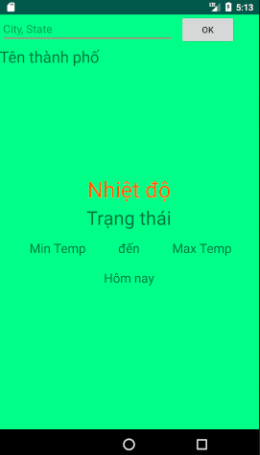 5:13
City, State
OK
Tên thành phố
Nhiệt độ
Trạng thái
Min Temp đến Max Temp
Hôm nay